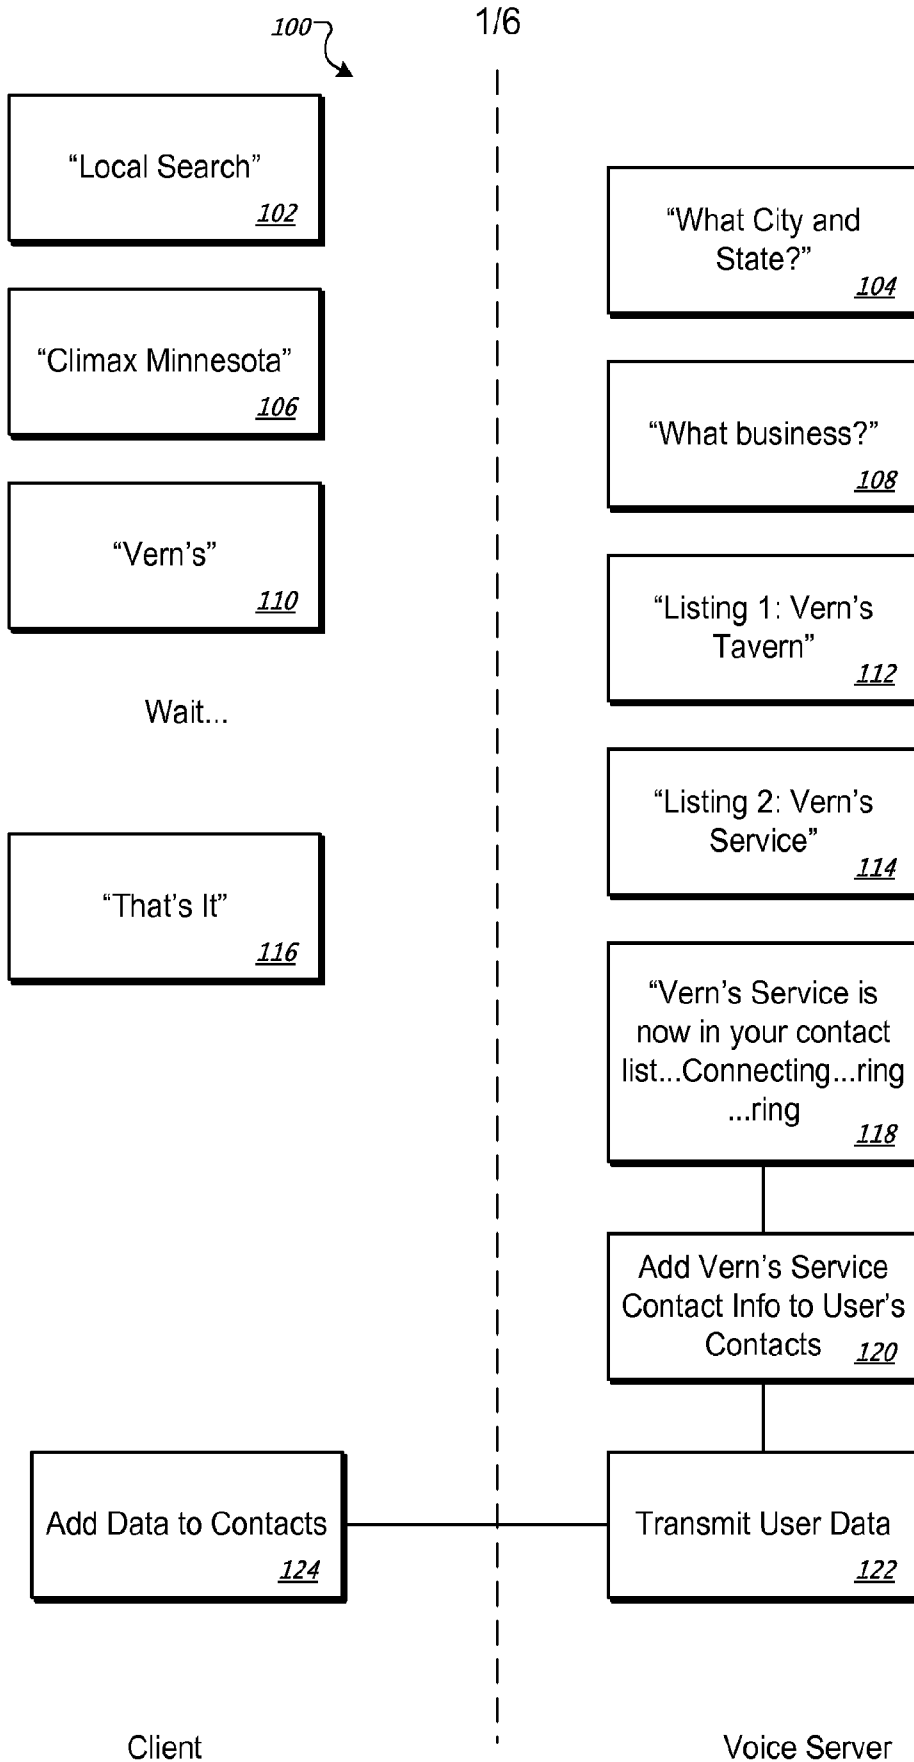 100
1/6
“Local Search”
102
“What City and
State?”
104
“Climax Minnesota”
106
“What business?”
108
“Vern’s”
110
“Listing 1: Vern’s
Tavern”
112
Wait...
“Listing 2: Vern’s
Service”
114
“That’s It”
116
“Vern’s Service is
now in your contact
list...Connecting...ring
...ring
118
Add Vern’s Service
Contact Info to User’s
Contacts
120
Add Data to Contacts
124
Transmit User Data
122
Client
Voice Server